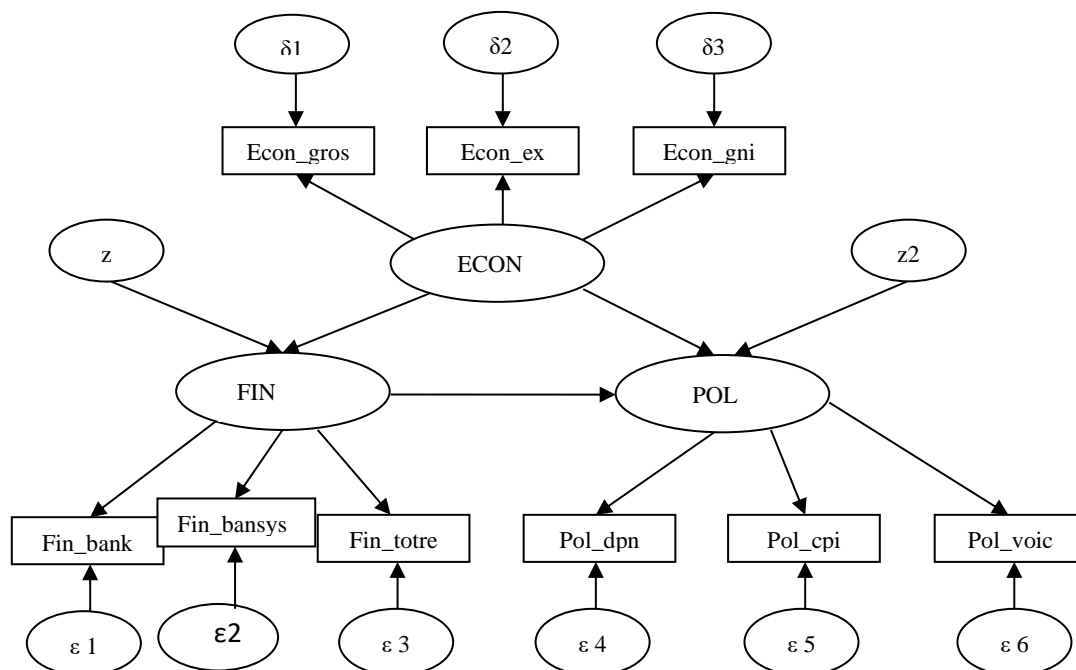 δ1
δ2
δ3
Econ_gros
Econ_ex
Econ_gni
z
ECON
z2
FIN
POL
Fin_bank
Fin_bansys
Fin_totre
Pol_dpn
Pol_cpi
Pol_voic
ε 1
ε2
ε 3
ε 4
ε 5
ε 6